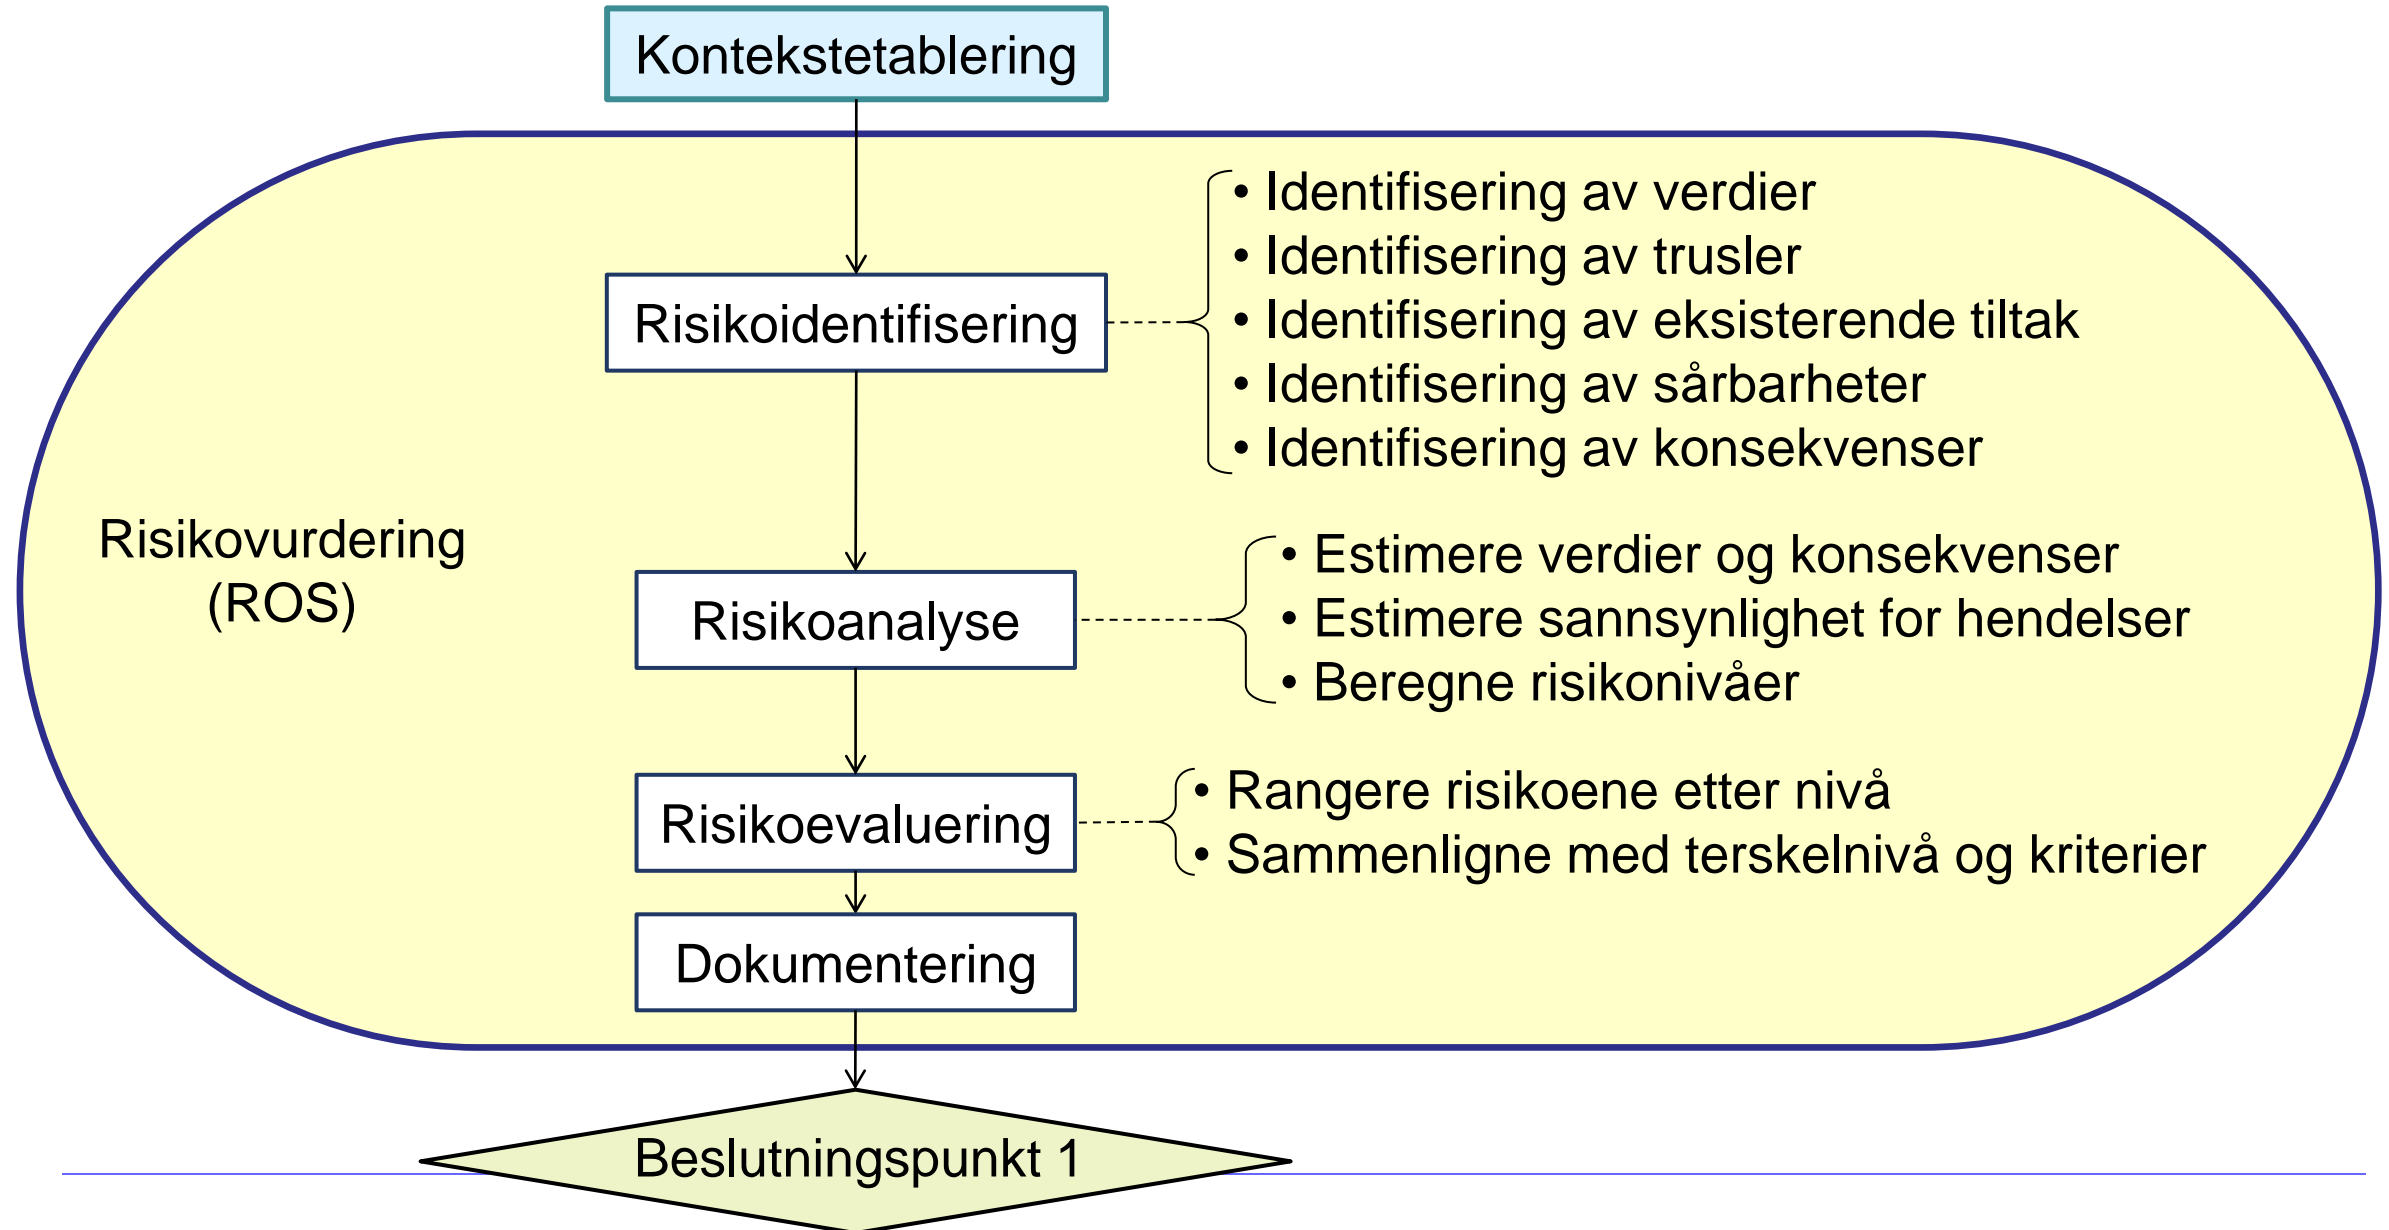 Kontekstetablering
Risikovurdering
(ROS)
Risikoidentifisering
• Identifisering av verdier
• Identifisering av trusler
• Identifisering av eksisterende tiltak
• Identifisering av sårbarheter
• Identifisering av konsekvenser
Risikoanalyse
• Estimere verdier og konsekvenser
• Estimere sannsynlighet for hendelser
• Beregne risikonivåer
Risikoevaluering
• Rangere risikoene etter nivå
• Sammenligne med terskelnivå og kriterier
Dokumentering
Beslutningspunkt 1